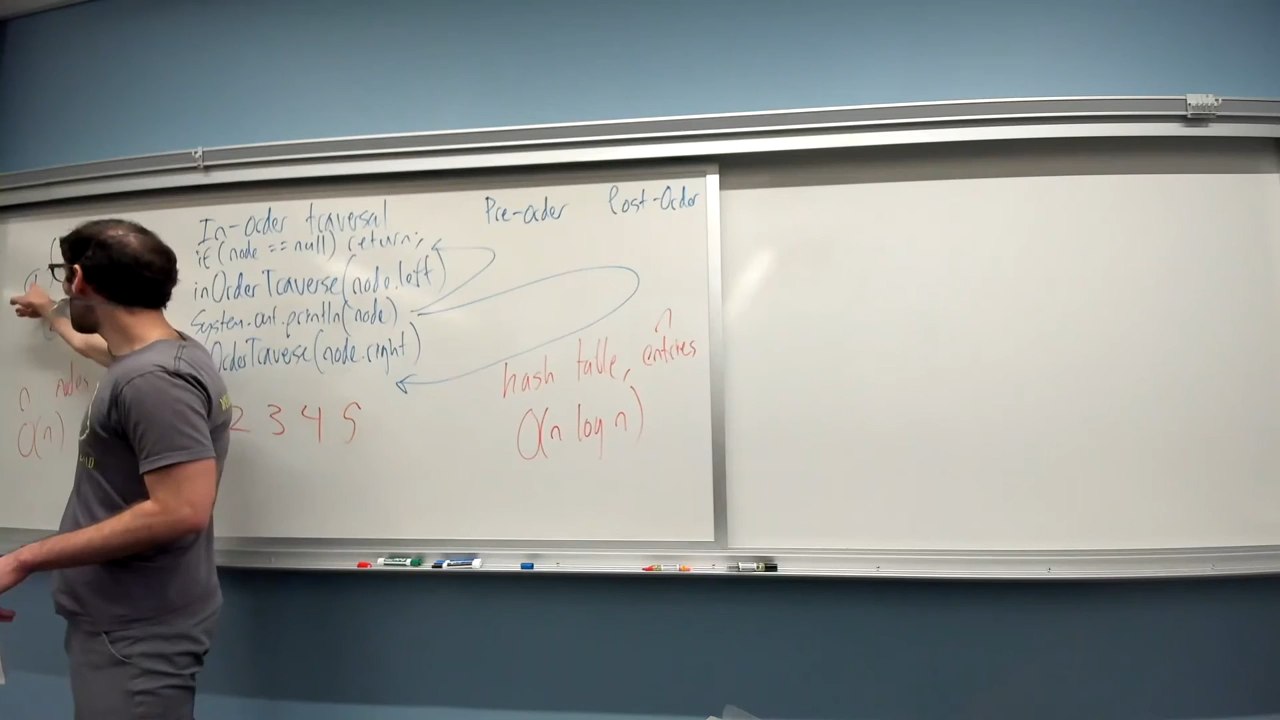 In-order traversal
if (node == null) return;
inOrderTraverse(node.left)
System.out.println(node)
OrderTraverse(node.right)
2 3 4 5
n nodes
O(n)
Pre-order
Post-Order
n
hash table, entries
O(n log n)